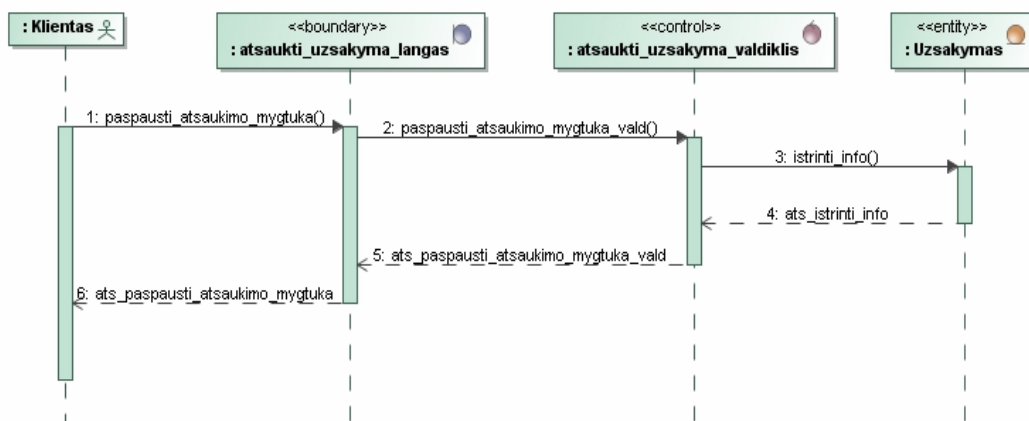 : Klientas
<<boundary>>
: atsaukti_uzsakyma_langas
<<control>>
: atsaukti_uzsakyma_valdiklis
<<entity>>
: Uzsakymas
1: paspausti_atsaukimo_mygtuka()
2: paspausti_atsaukimo_mygtuka_vald()
3: istrinti_info()
4: ats_istrinti_info
5: ats_paspausti_atsaukimo_mygtuka_vald
6: ats_paspausti_atsaukimo_mygtuka